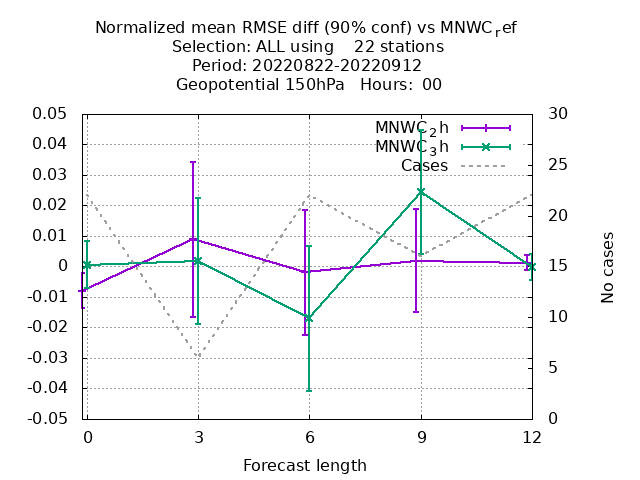 Normalized mean RMSE diff (90% conf) vs MNWC_ref
Selection: ALL using 22 stations
Period: 20220822-20220912
Geopotential 150hPa Hours: 00
MNWC_2h
MNWC_3h
Cases
0.05
0.04
0.03
0.02
0.01
0
-0.01
-0.02
-0.03
-0.04
-0.05
30
25
20
15
10
5
0
No cases
0 3 6 9 12
Forecast length